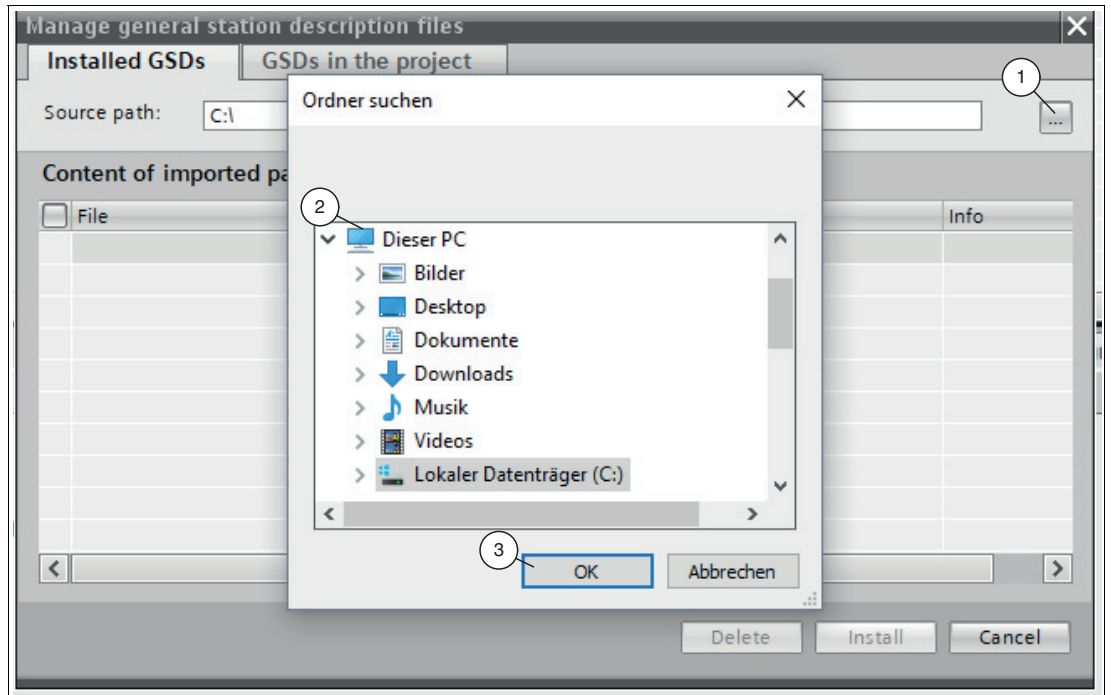 Manage general station description files
Installed GSDs
GSDs in the project
1
Source path:
C:\
...
Ordner suchen
Content of imported pa
2
File
Info
Dieser PC
Bilder
Desktop
Dokumente
Downloads
Musik
Videos
Lokaler Datenträger (C:)
3
OK
Abbrechen
Delete
Install
Cancel